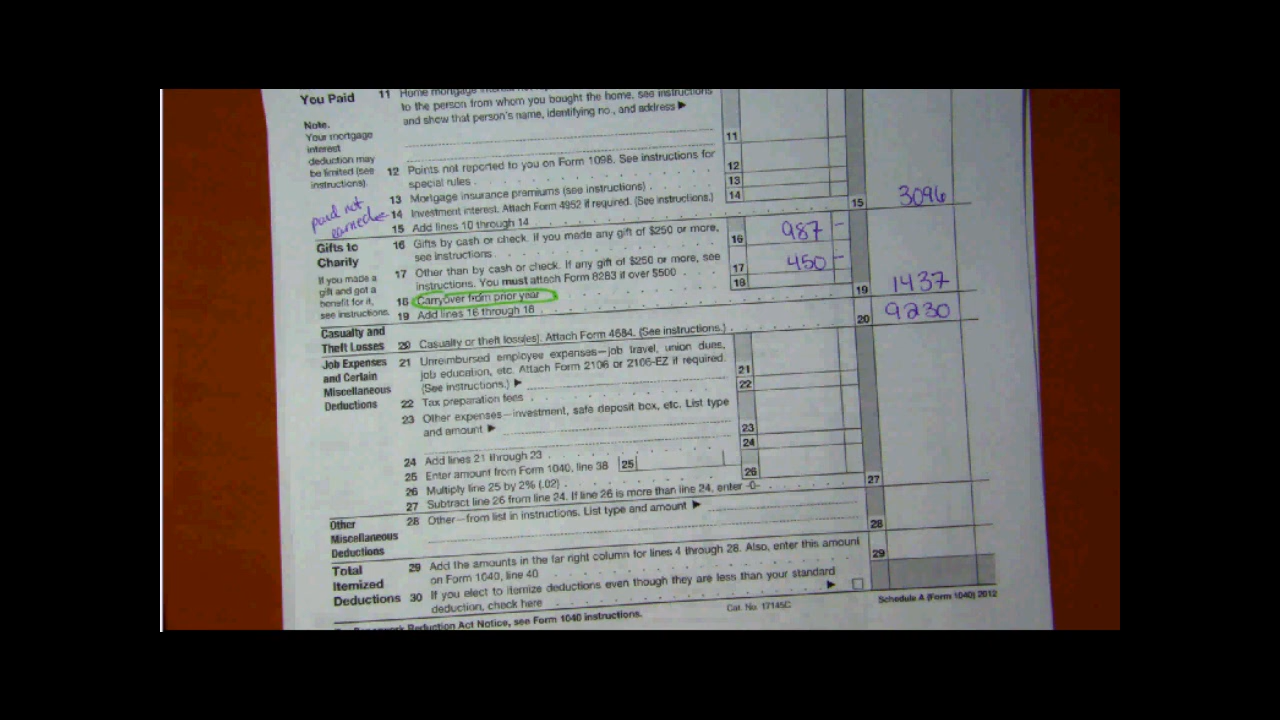 You Paid
11 Home mortgage interest
to the person from whom you bought the home, see instructions
and show that person's name, identifying no., and address ▶
Note.
Your mortgage
interest
deduction may
be limited (see
instructions).
11
12 Points not reported to you on Form 1098. See instructions for
special rules
12
13 Mortgage insurance premiums (see instructions)
13
14 Investment interest. Attach Form 4952 if required. (See instructions.)
14
paid not
earned
15 Add lines 10 through 14
15 3096
Gifts to
Charity
If you made a
gift and got a
benefit for it,
see instructions.
16 Gifts by cash or check. If you made any gift of $250 or more,
see instructions
16 987 -
17 Other than by cash or check. If any gift of $250 or more, see
instructions. You must attach Form 8283 if over $500
17 450 -
18 Carryover from prior year
18
19 Add lines 16 through 18
19 1437
Casualty and
Theft Losses
20 Casualty or theft loss(es). Attach Form 4684. (See instructions.)
20 9230
Job Expenses
and Certain
Miscellaneous
Deductions
21 Unreimbursed employee expenses—job travel, union dues,
job education, etc. Attach Form 2106 or 2106-EZ if required.
(See instructions.) ▶
21
22 Tax preparation fees
22
23 Other expenses—investment, safe deposit box, etc. List type
and amount ▶
23
24 Add lines 21 through 23
24
25 Enter amount from Form 1040, line 38 25
26 Multiply line 25 by 2% (.02)
26
27 Subtract line 26 from line 24. If line 26 is more than line 24, enter -0-
27
Other
Miscellaneous
Deductions
28 Other—from list in instructions. List type and amount ▶
28
Total
Itemized
Deductions
29 Add the amounts in the far right column for lines 4 through 28. Also, enter this amount
on Form 1040, line 40
29
30 If you elect to itemize deductions even though they are less than your standard
deduction, check here ▶
Reduction Act Notice, see Form 1040 instructions.
Cat. No. 17145C
Schedule A (Form 1040) 2012